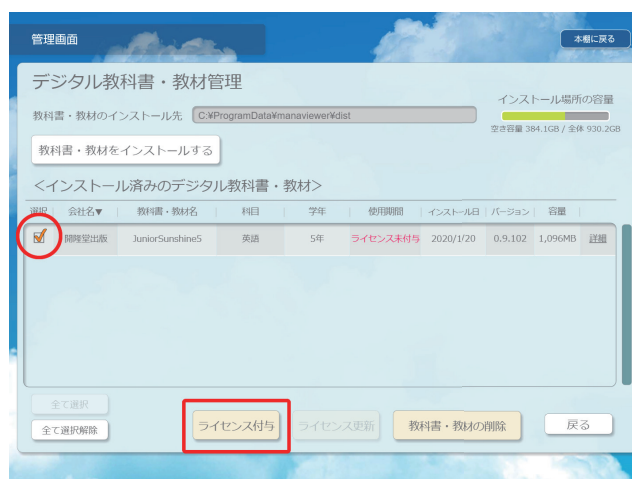 管理画面
本棚に戻る
デジタル教科書・教材管理
インストール場所の容量
教科書・教材のインストール先 C:¥ProgramData¥manaviewer¥dist
空き容量 384.1GB / 全体 930.2GB
教科書・教材をインストールする
<インストール済みのデジタル教科書・教材>
選択 会社名▼ 教科書・教材名 科目 学年 使用期間 インストール日 バージョン 容量
開隆堂出版 JuniorSunshine5 英語 5年 ライセンス未付与 2020/1/20 0.9.102 1,096MB 詳細
全て選択
全て選択解除
ライセンス付与 ライセンス更新 教科書・教材の削除 戻る